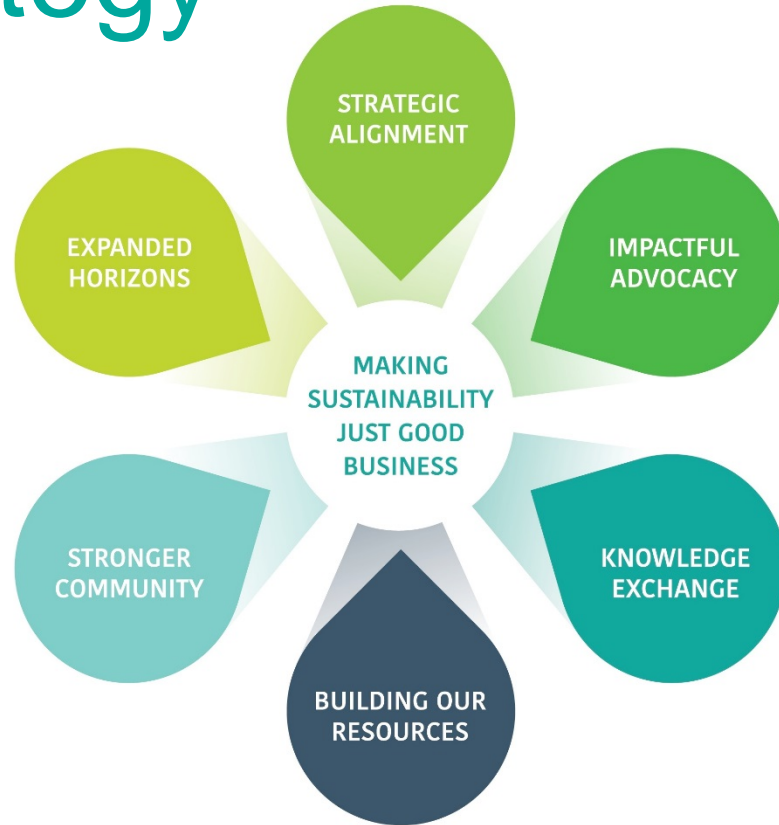 STRATEGIC
ALIGNMENT
EXPANDED
HORIZONS
IMPACTFUL
ADVOCACY
MAKING
SUSTAINABILITY
JUST GOOD
BUSINESS
STRONGER
COMMUNITY
KNOWLEDGE
EXCHANGE
BUILDING OUR
RESOURCES